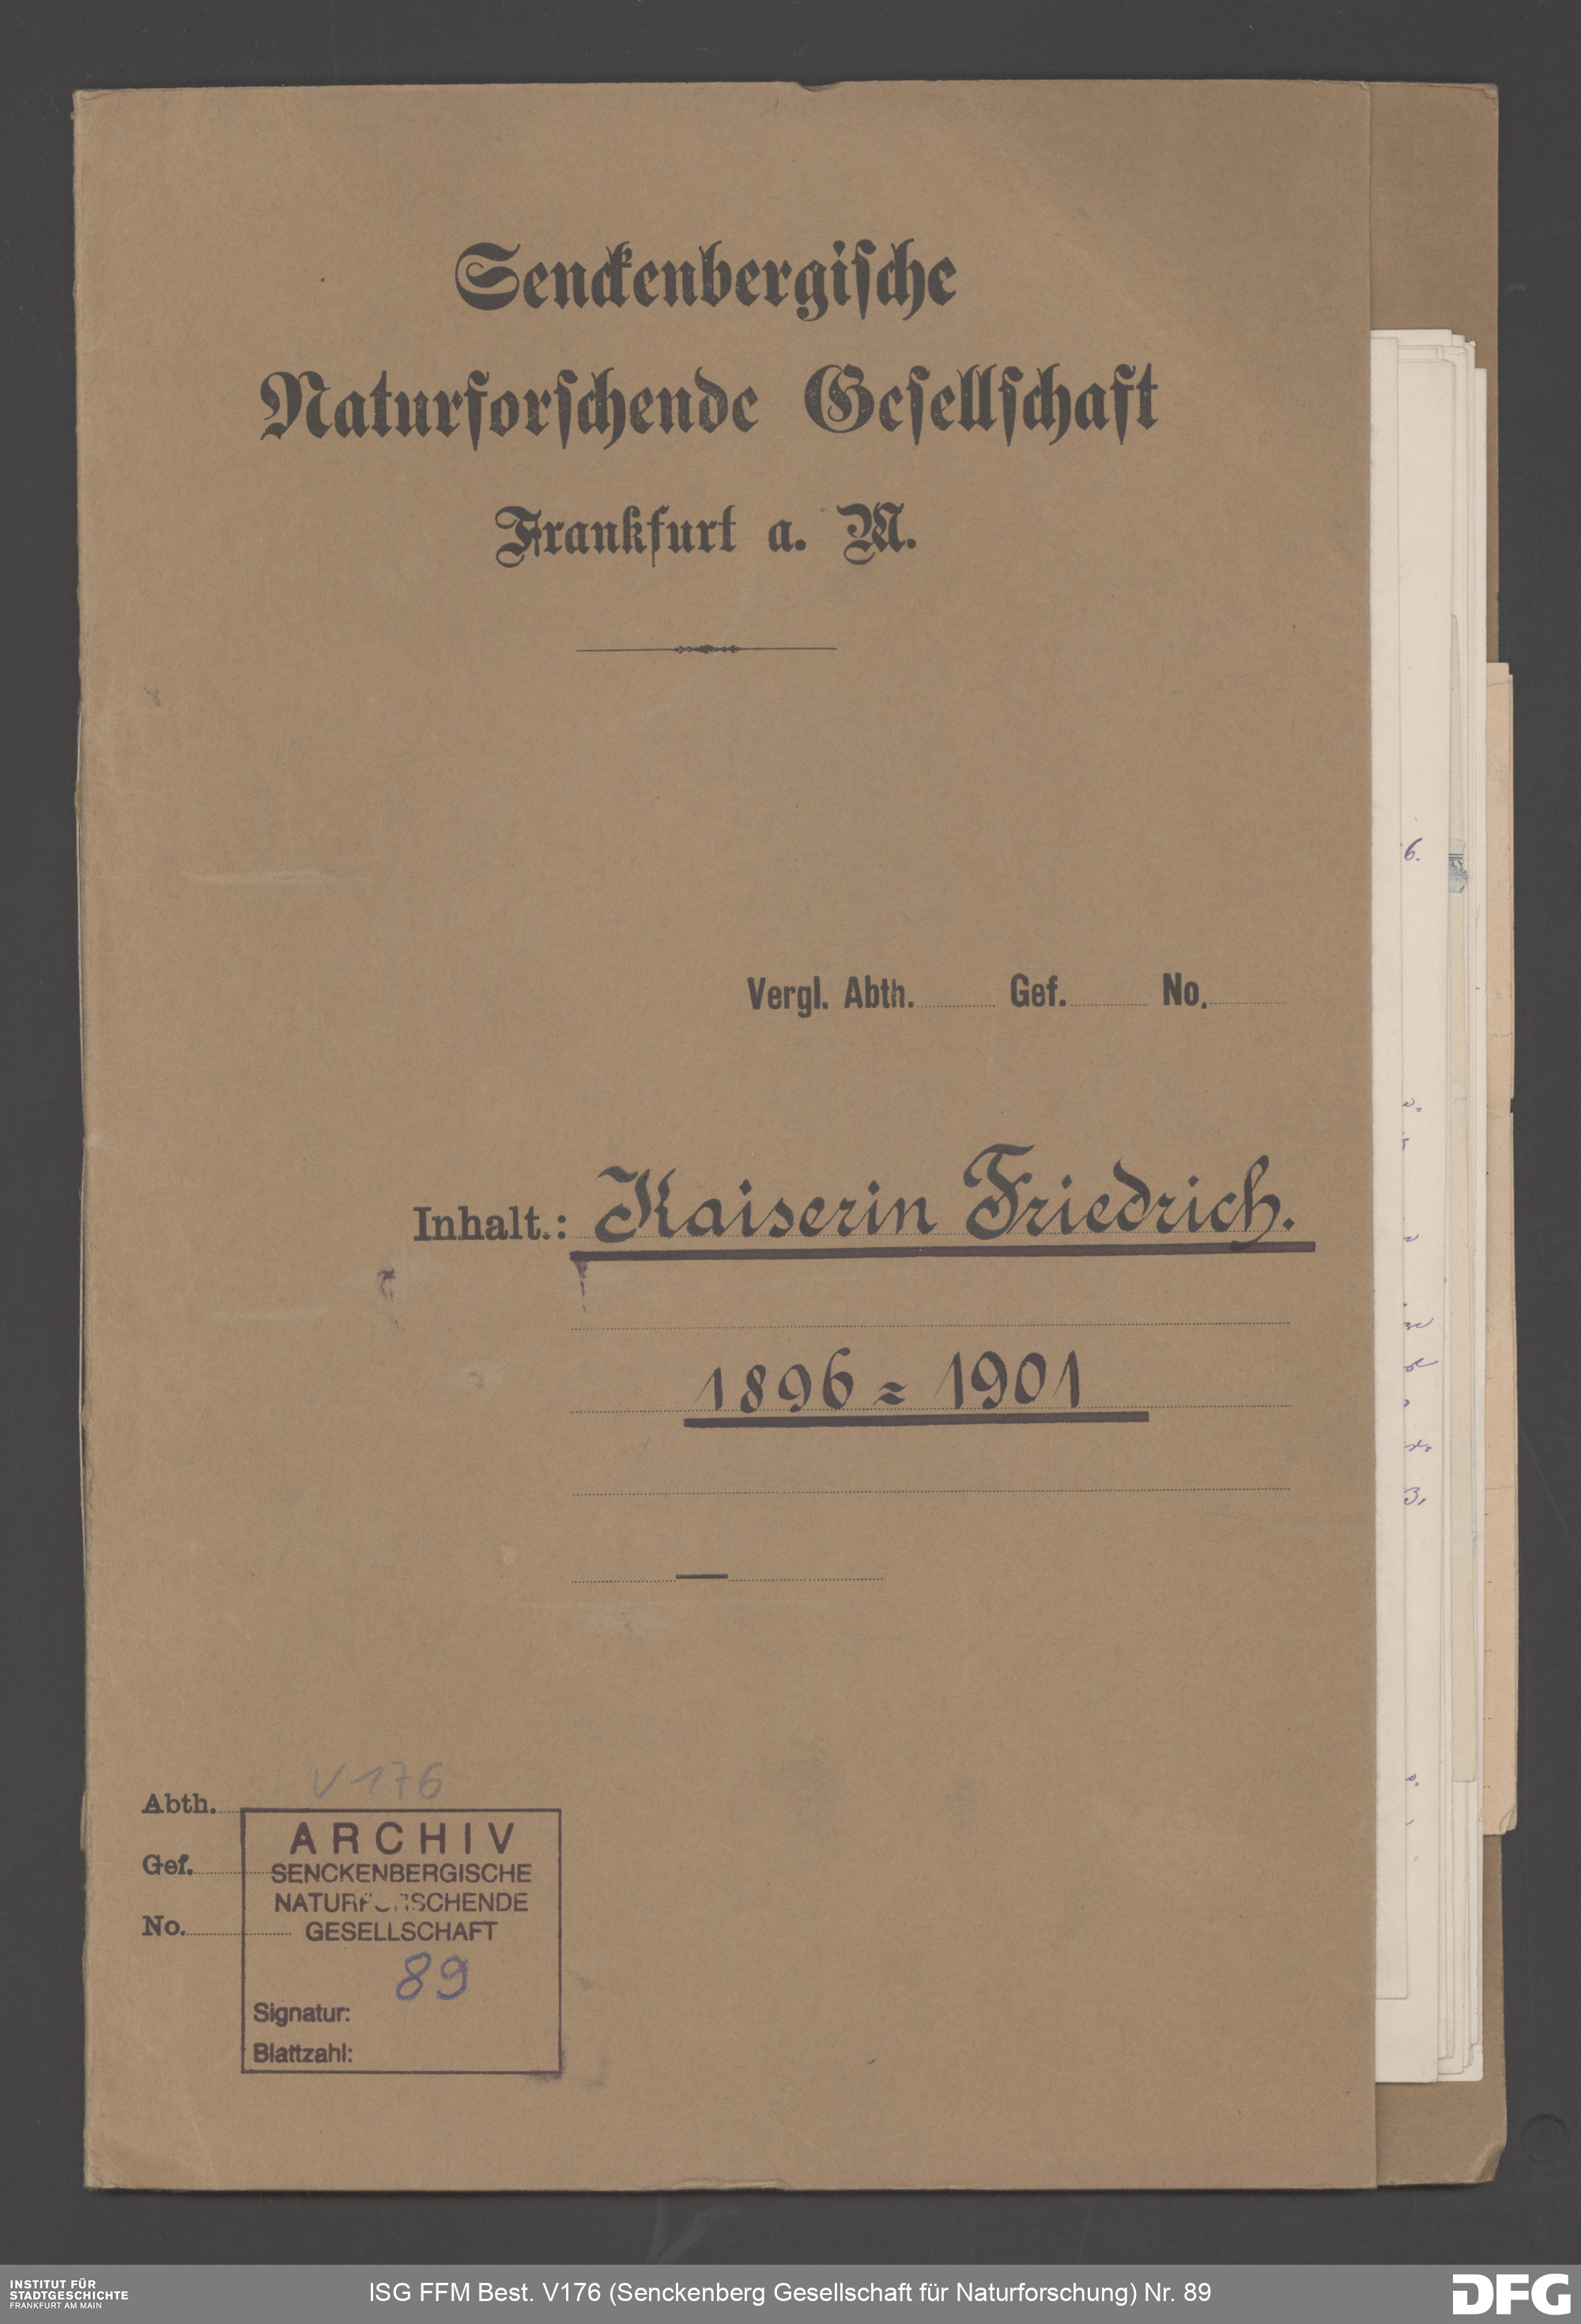 Senckenbergische
Naturforschende Gesellschaft
Frankfurt a. M.
Vergl. Abth. Gef. No.
Inhalt.: Kaiserin Friedrich.
1896 = 1901
V 176
Abth.
Gef.
No.
ARCHIV
SENCKENBERGISCHE
NATURFORSCHENDE
GESELLSCHAFT
89
Signatur:
Blattzahl:
6.
B,
INSTITUT FÜR
STADTGESCHICHTE
FRANKFURT AM MAIN
ISG FFM Best. V176 (Senckenberg Gesellschaft für Naturforschung) Nr. 89
DFG